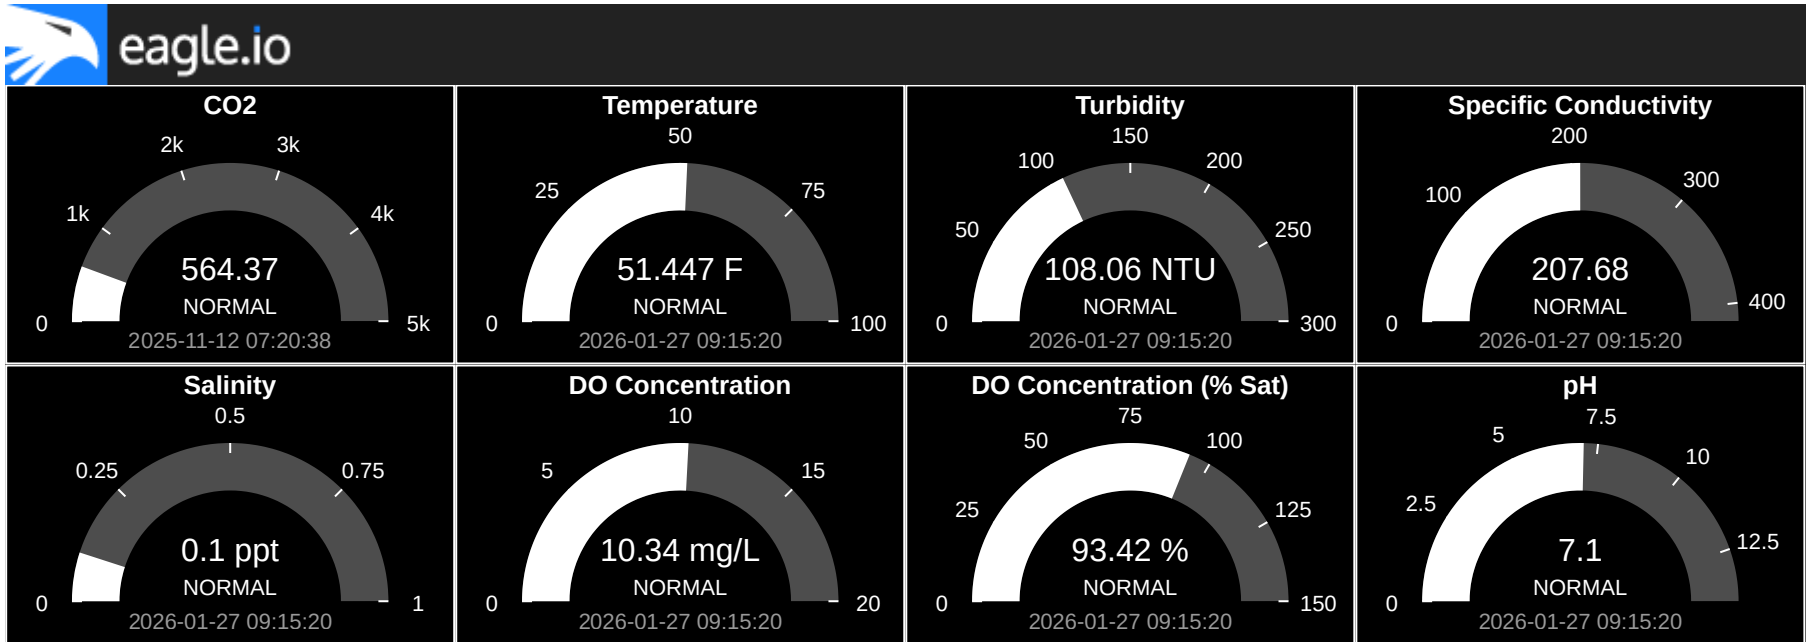 eagle.io
CO2
0
1k
2k
3k
4k
5k
564.37
NORMAL
2025-11-12 07:20:38
Temperature
0
25
50
75
100
51.447 F
NORMAL
2026-01-27 09:15:20
Turbidity
0
50
100
150
200
250
300
108.06 NTU
NORMAL
2026-01-27 09:15:20
Specific Conductivity
0
100
200
300
400
207.68
NORMAL
2026-01-27 09:15:20
Salinity
0
0.25
0.5
0.75
1
0.1 ppt
NORMAL
2026-01-27 09:15:20
DO Concentration
0
5
10
15
20
10.34 mg/L
NORMAL
2026-01-27 09:15:20
DO Concentration (% Sat)
0
25
50
75
100
125
150
93.42 %
NORMAL
2026-01-27 09:15:20
pH
0
2.5
5
7.5
10
12.5
7.1
NORMAL
2026-01-27 09:15:20